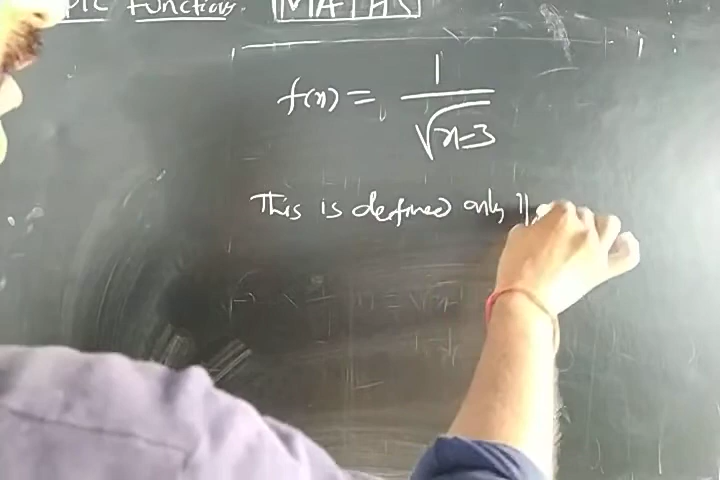 Functions. MATHS
f(x) = 1/√x-3
This is defined only